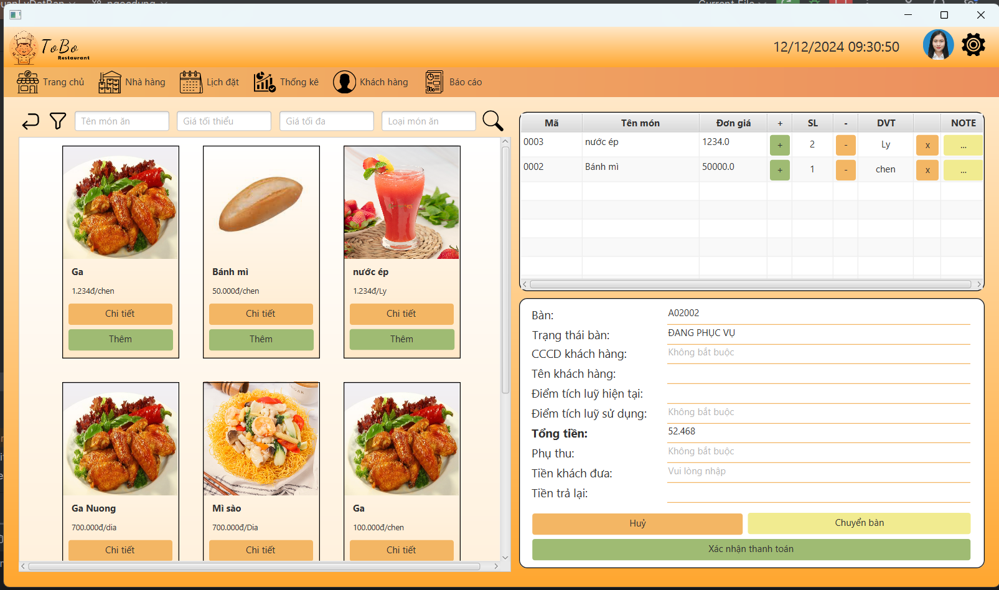 Current File
ToBo
Restaurant
12/12/2024 09:30:50
Trang chủ
Nhà hàng
Lịch đặt
Thống kê
Khách hàng
Báo cáo
Tên món ăn
Giá tối thiểu
Giá tối đa
Loại món ăn
Ga
1.234đ/chen
Chi tiết
Thêm
Bánh mì
50.000đ/chen
Chi tiết
Thêm
nước ép
1.234đ/Ly
Chi tiết
Thêm
Ga Nuong
700.000đ/dia
Chi tiết
Mì sào
700.000đ/Dia
Chi tiết
Ga
100.000đ/chen
Chi tiết
Mã Tên món Đơn giá + SL - DVT NOTE
0003 nước ép 1234.0 + 2 - Ly x ...
0002 Bánh mì 50000.0 + 1 - chen x ...
Bàn: A02002
Trạng thái bàn: ĐANG PHỤC VỤ
CCCD khách hàng: Không bắt buộc
Tên khách hàng:
Điểm tích luỹ hiện tại:
Điểm tích luỹ sử dụng: Không bắt buộc
Tổng tiền: 52.468
Phụ thu: Không bắt buộc
Tiền khách đưa: Vui lòng nhập
Tiền trả lại:
Huỷ
Chuyển bàn
Xác nhận thanh toán